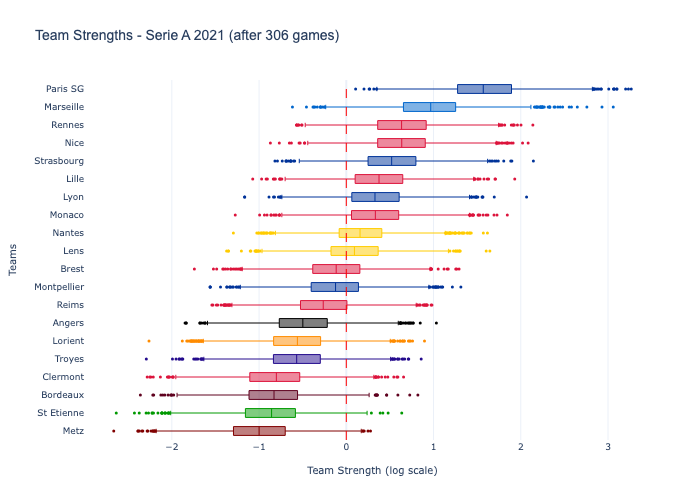 Team Strengths - Serie A 2021 (after 306 games)
Teams
Paris SG
Marseille
Rennes
Nice
Strasbourg
Lille
Lyon
Monaco
Nantes
Lens
Brest
Montpellier
Reims
Angers
Lorient
Troyes
Clermont
Bordeaux
St Etienne
Metz
−2 −1 0 1 2 3
Team Strength (log scale)